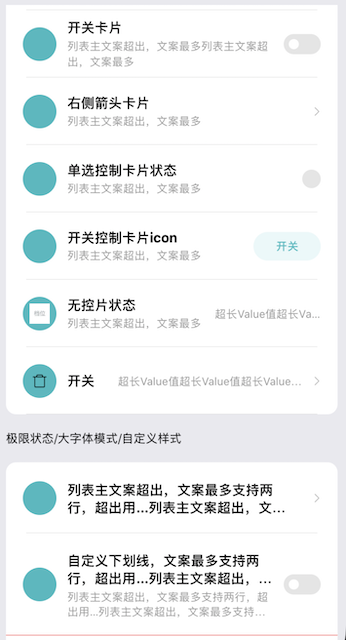 开关卡片
列表主文案超出，文案最多列表主文案超
出，文案最多
右侧箭头卡片
列表主文案超出，文案最多
单选控制卡片状态
列表主文案超出，文案最多
开关控制卡片icon
列表主文案超出，文案最多
开关
无控片状态
列表主文案超出，文案最多
超长Value值超长Va...
开关
超长Value值超长Value值超长Value...
极限状态/大字体模式/自定义样式
列表主文案超出，文案最多支持两
行，超出用...列表主文案超出，文...
自定义下划线，文案最多支持两
行，超出用...列表主文案超出，...
列表主文案超出，文案最多支持两行，超
出用...列表主文案超出，文案最多支持...